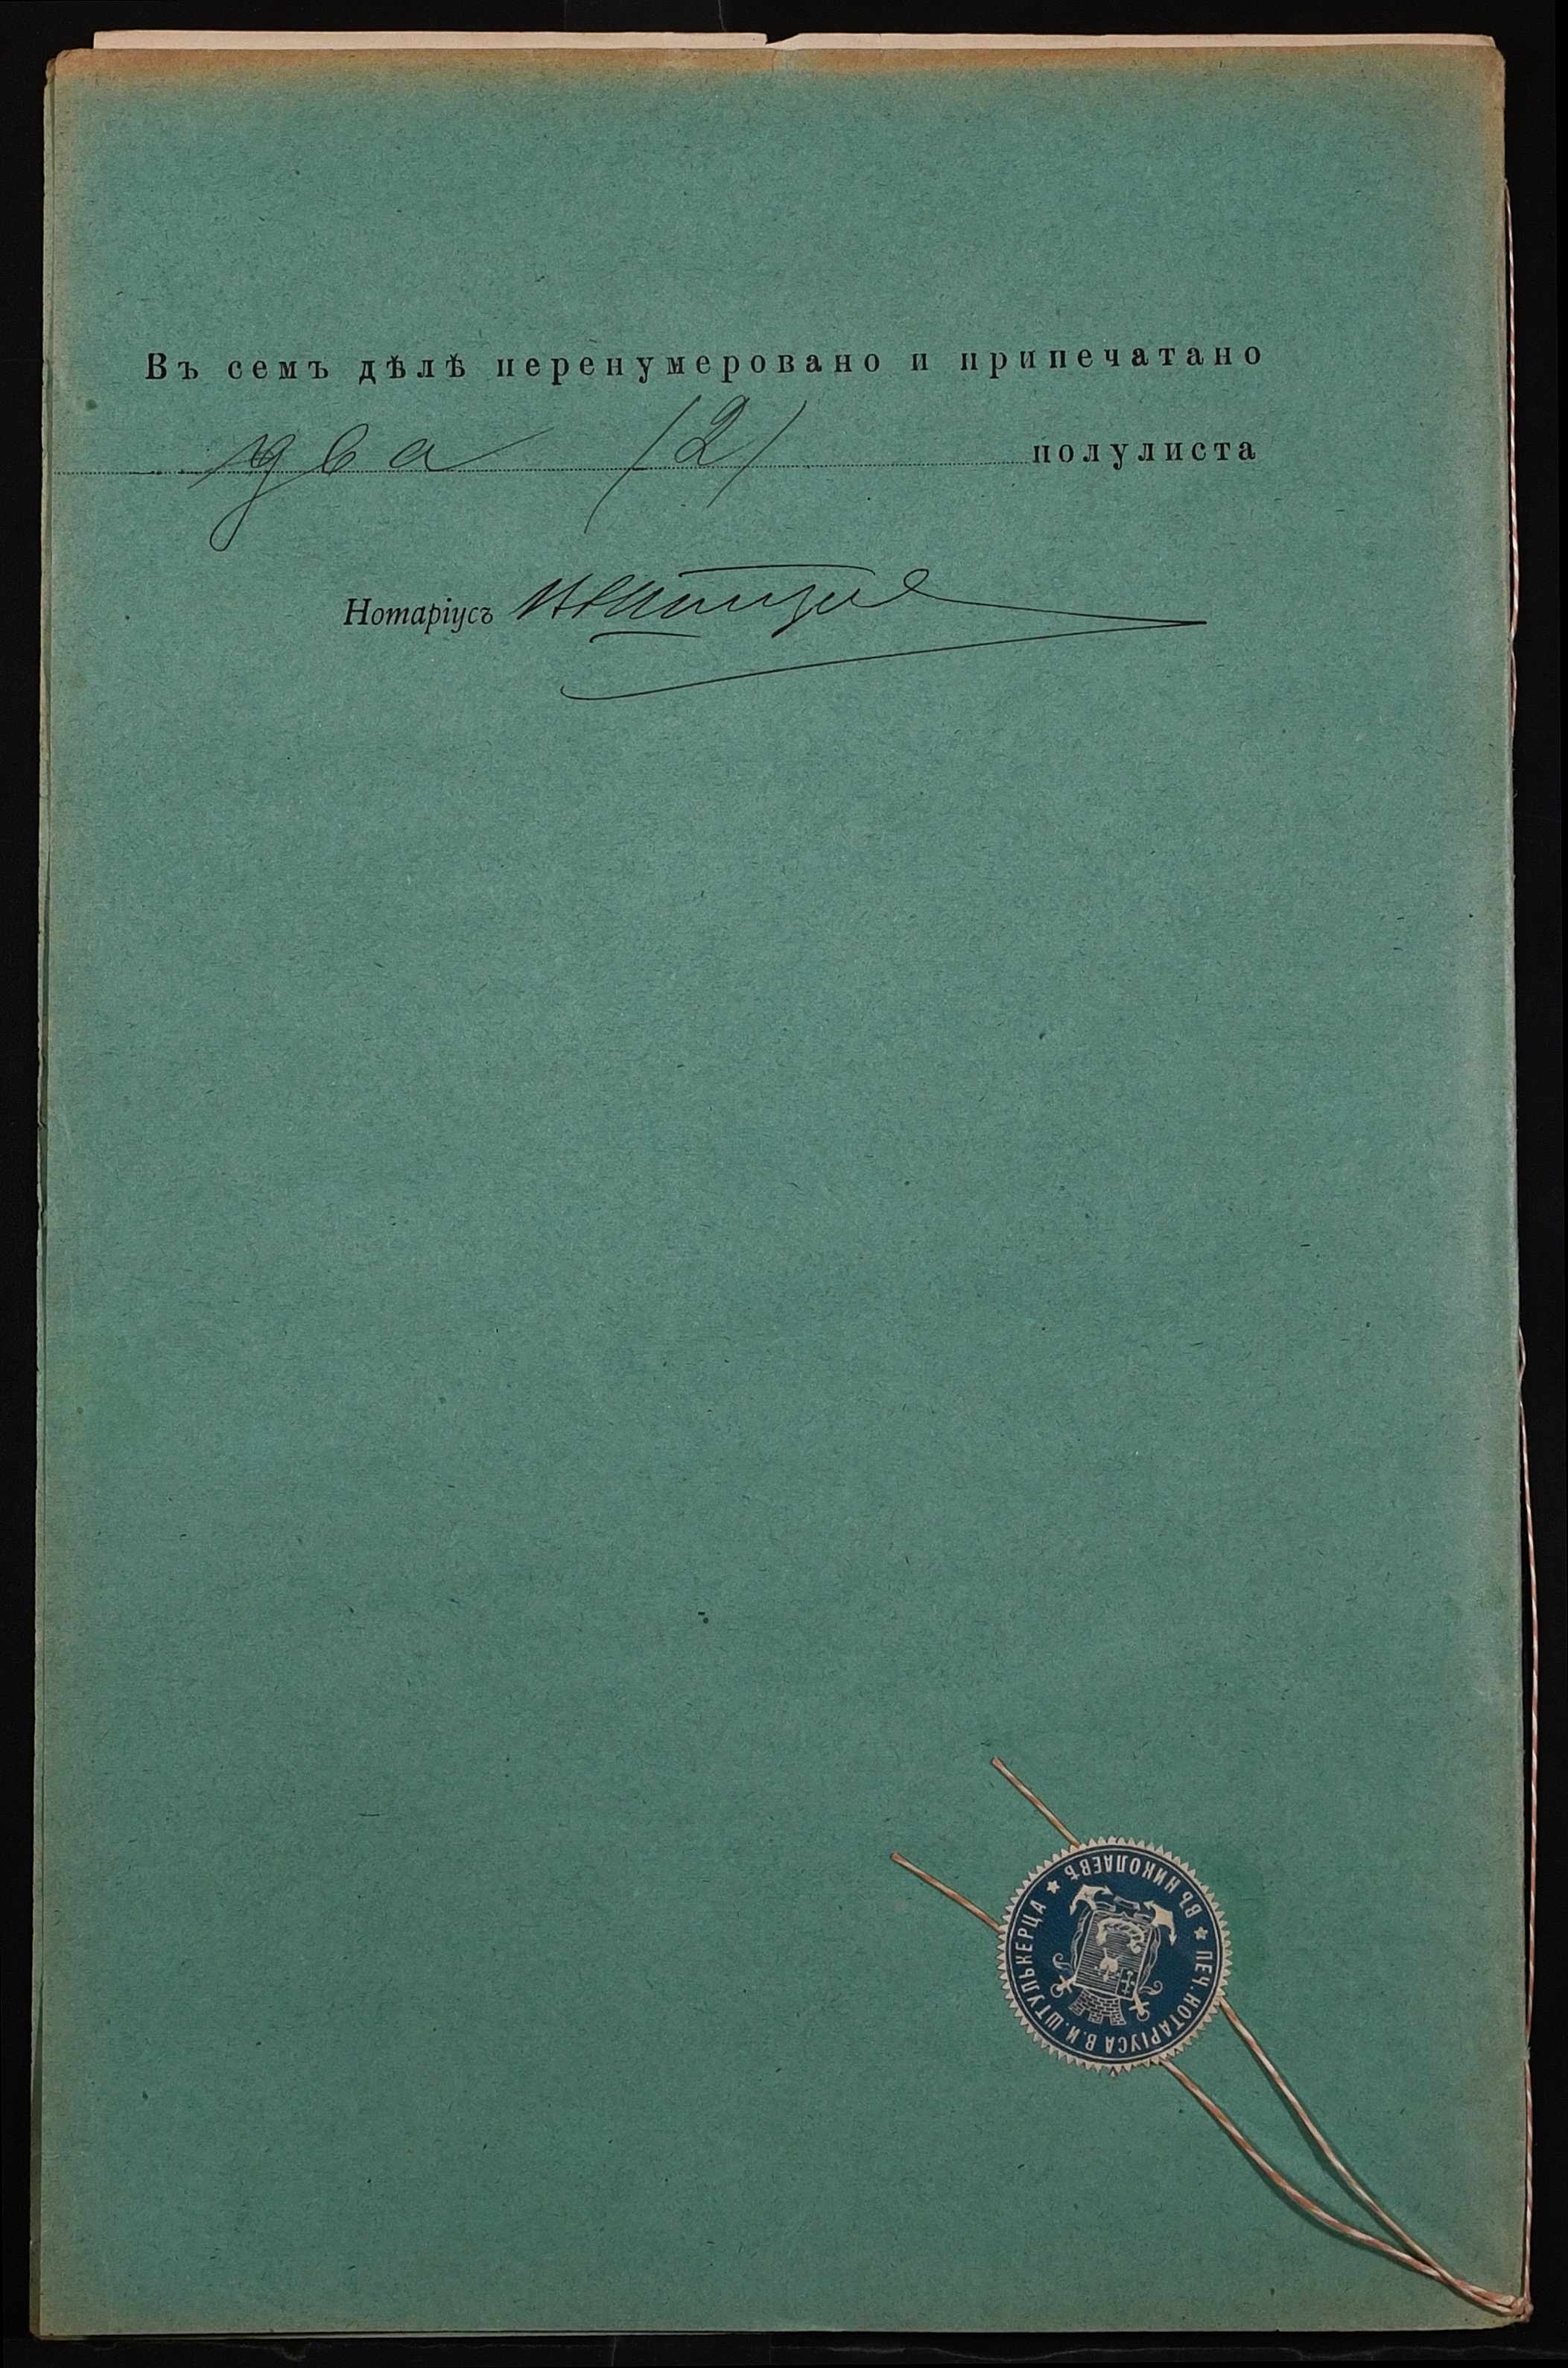 Въ семъ дѣлѣ перенумеровано и припечатано
два (2) полулиста
Нотаріусъ
ПЕЧ. НОТАРІУСА В. И. ШТУЛЬКЕРЦА
ВЪ НИКОЛАЕВѢ